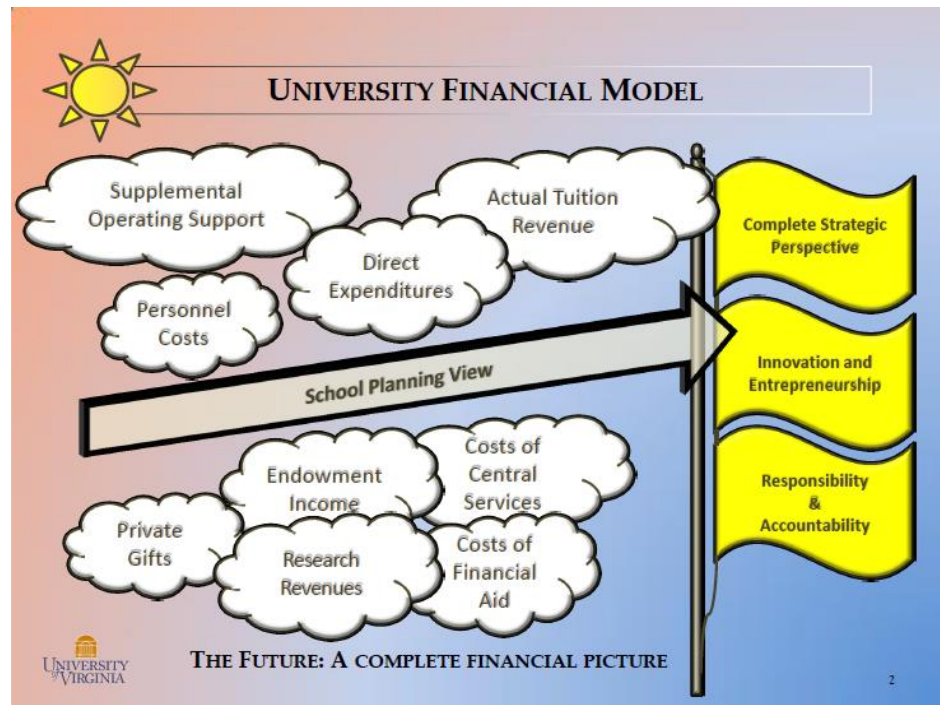 UNIVERSITY FINANCIAL MODEL
Supplemental
Operating Support
Actual Tuition
Revenue
Direct
Expenditures
Personnel
Costs
School Planning View
Complete Strategic
Perspective
Innovation and
Entrepreneurship
Responsibility
&
Accountability
Endowment
Income
Costs of
Central
Services
Private
Gifts
Research
Revenues
Costs of
Financial
Aid
UNIVERSITY
of VIRGINIA
THE FUTURE: A COMPLETE FINANCIAL PICTURE
2